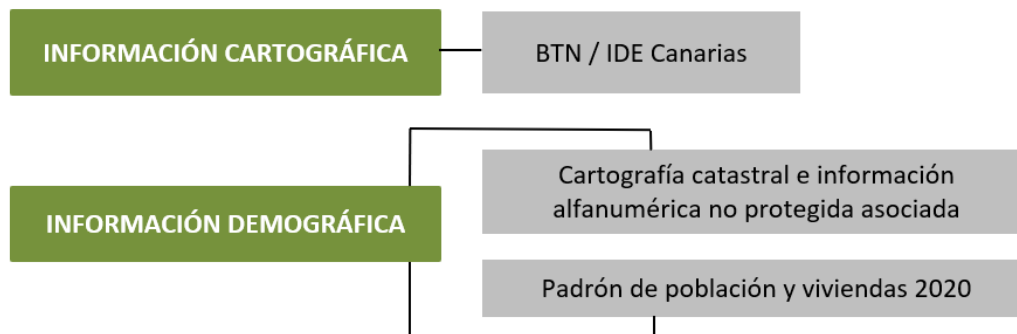 INFORMACIÓN CARTOGRÁFICA
BTN / IDE Canarias
Cartografía catastral e información
alfanumérica no protegida asociada
INFORMACIÓN DEMOGRÁFICA
Padrón de población y viviendas 2020